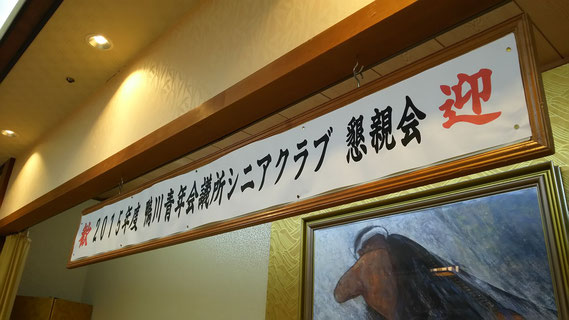 歓 2015年度 鴨川青年会議所シニアクラブ 懇親会 迎